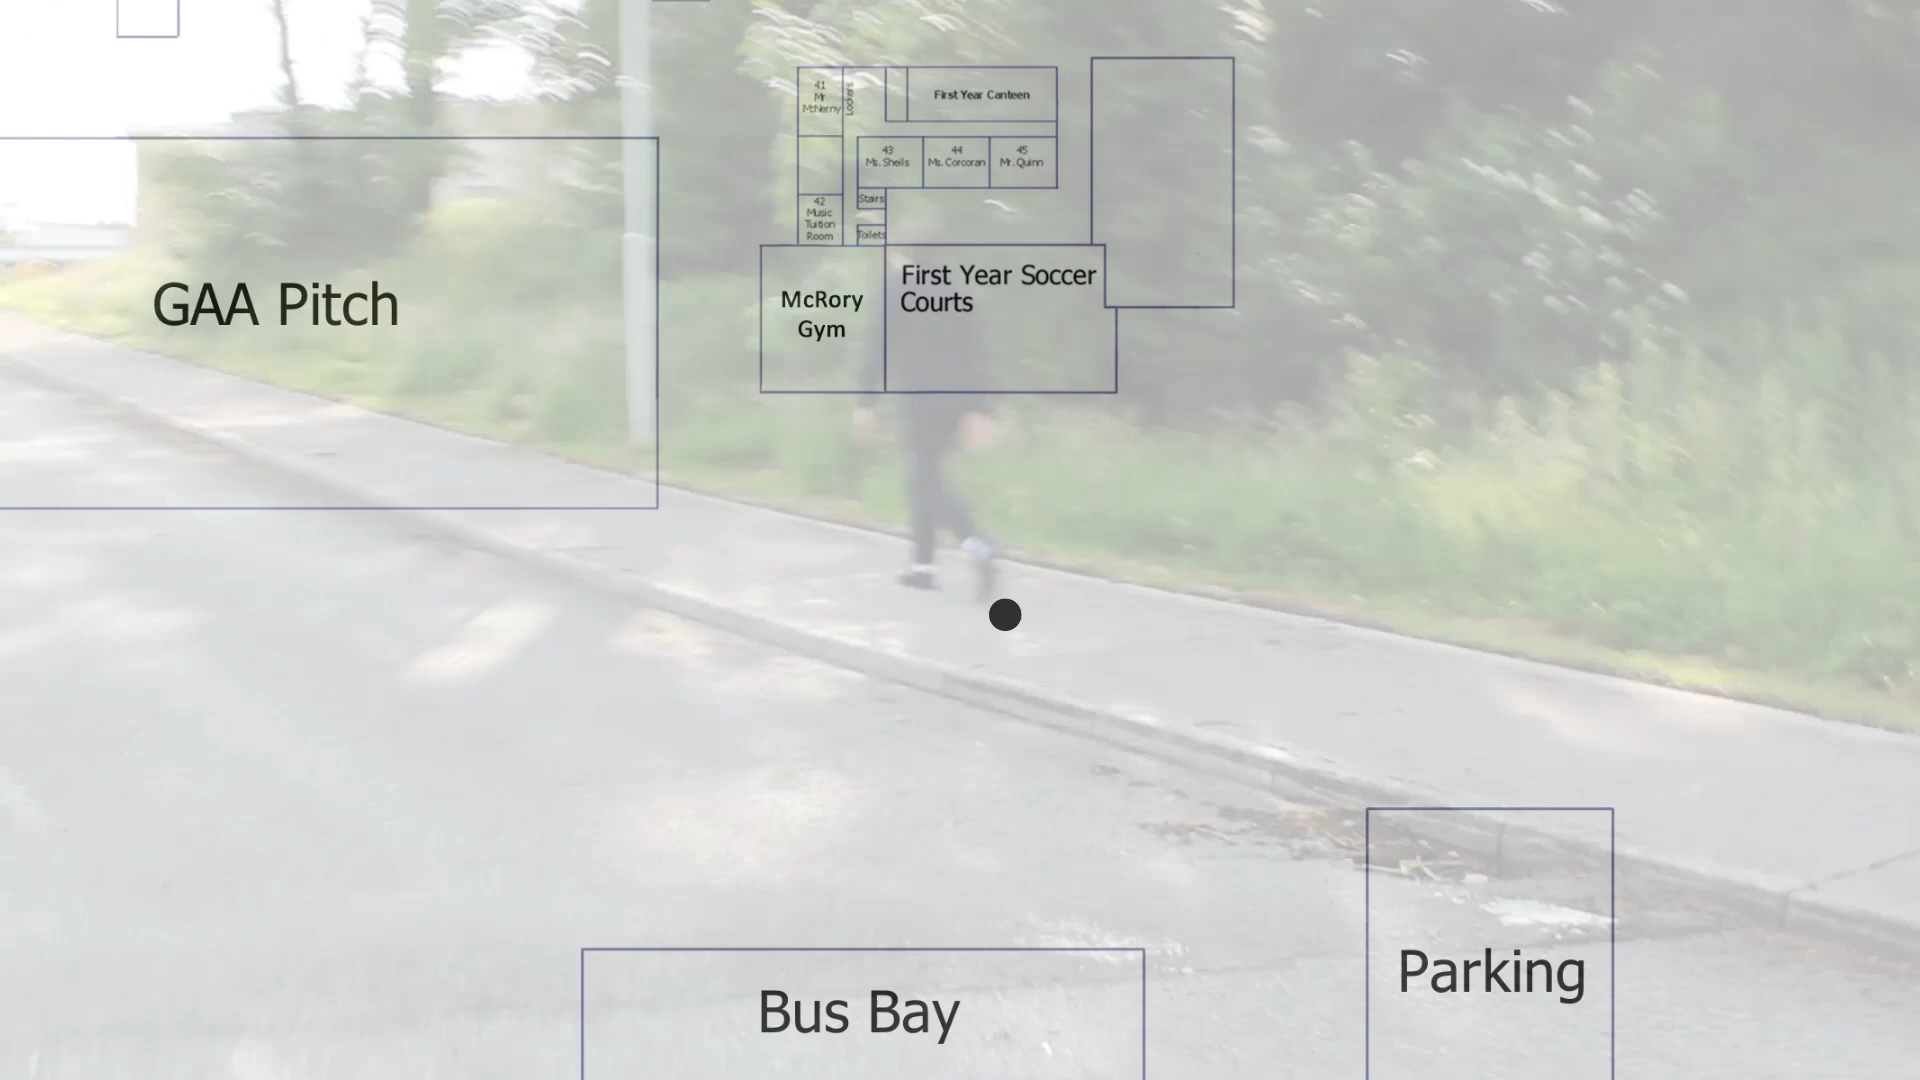 41
Mr
McNerny
Lockers
First Year Canteen
43
Ms. Sheils
44
Ms. Corcoran
45
Mr. Quinn
42
Music
Tuition
Room
Stairs
Toilets
GAA Pitch
McRory
Gym
First Year Soccer
Courts
Bus Bay
Parking